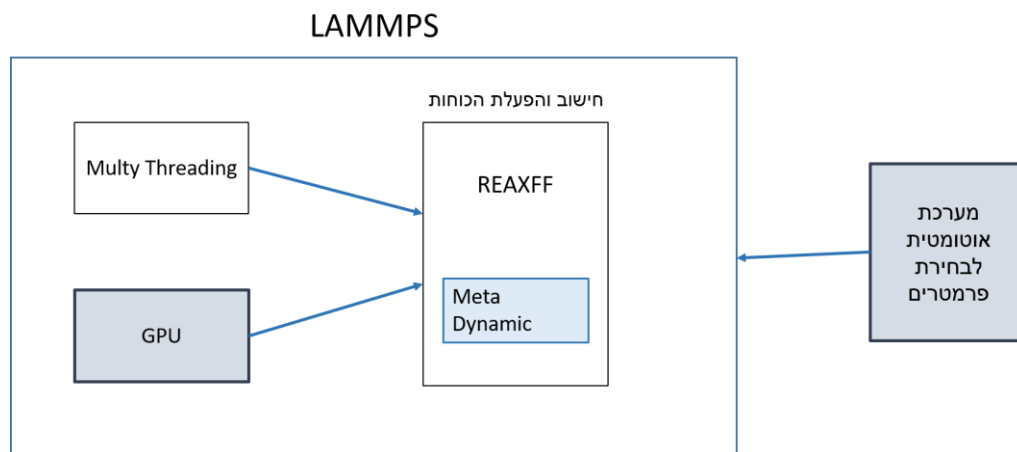 LAMMPS
חישוב והפעלת הכוחות
Multy Threading
REAXFF
Meta
Dynamic
GPU
מערכת
אוטומטית
לבחירת
פרמטרים